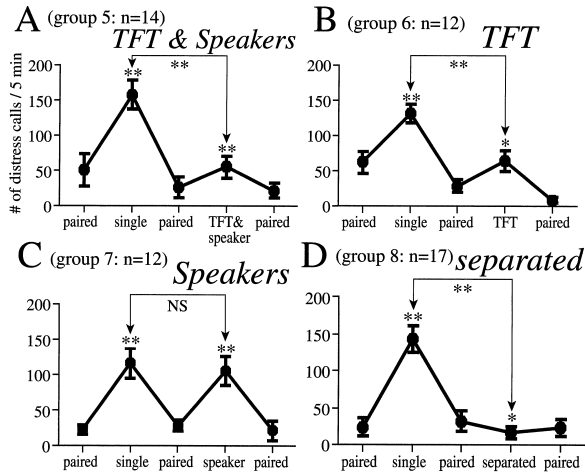 A (group 5: n=14)
TFT & Speakers
# of distress calls / 5 min
200
150
100
50
0
**
**
**
paired single paired TFT& speaker paired
B (group 6: n=12)
TFT
200
150
100
50
0
**
**
*
paired single paired TFT paired
C (group 7: n=12)
Speakers
200
150
100
50
0
NS
**
**
paired single paired speaker paired
D (group 8: n=17)
separated
200
150
100
50
0
**
**
*
paired single paired separated paired